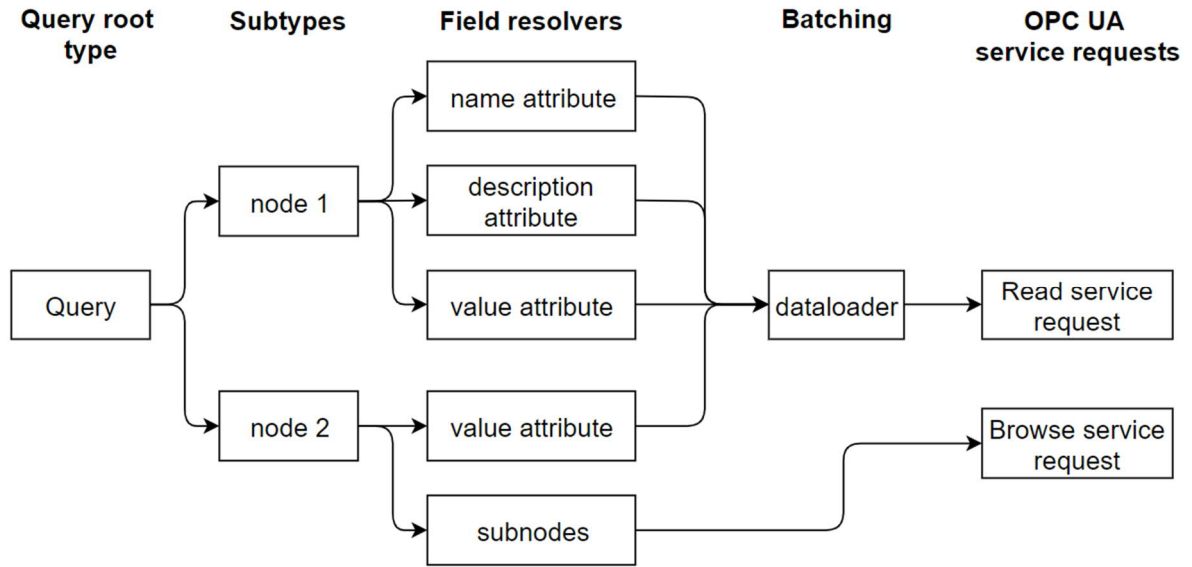 Query root
type
Subtypes
Field resolvers
Batching
OPC UA
service requests
name attribute
description
attribute
node 1
value attribute
Query
dataloader
Read service
request
node 2
value attribute
Browse service
request
subnodes